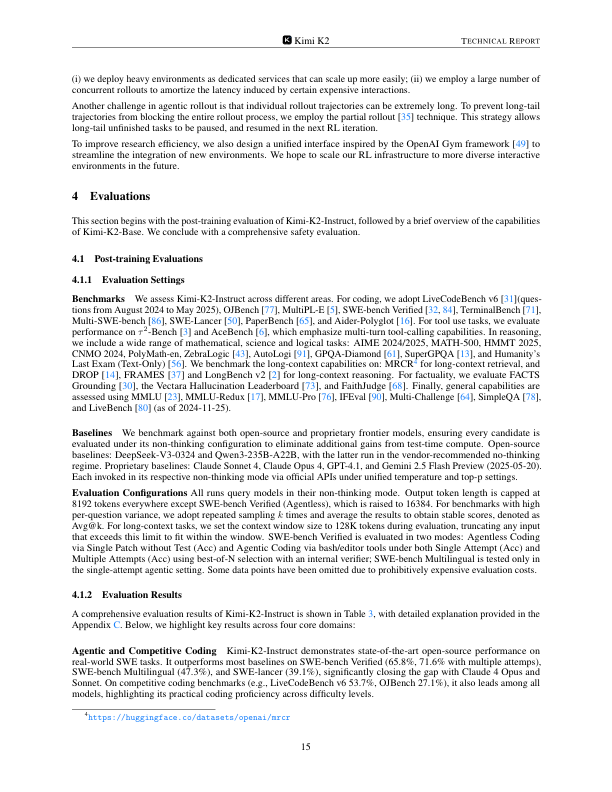 Kimi K2 TECHNICAL REPORT
(i) we deploy heavy environments as dedicated services that can scale up more easily; (ii) we employ a large number of
concurrent rollouts to amortize the latency induced by certain expensive interactions.
Another challenge in agentic rollout is that individual rollout trajectories can be extremely long. To prevent long-tail
trajectories from blocking the entire rollout process, we employ the partial rollout [35] technique. This strategy allows
long-tail unfinished tasks to be paused, and resumed in the next RL iteration.
To improve research efficiency, we also design a unified interface inspired by the OpenAI Gym framework [49] to
streamline the integration of new environments. We hope to scale our RL infrastructure to more diverse interactive
environments in the future.
4 Evaluations
This section begins with the post-training evaluation of Kimi-K2-Instruct, followed by a brief overview of the capabilities
of Kimi-K2-Base. We conclude with a comprehensive safety evaluation.
4.1 Post-training Evaluations
4.1.1 Evaluation Settings
Benchmarks We assess Kimi-K2-Instruct across different areas. For coding, we adopt LiveCodeBench v6 [31](ques-
tions from August 2024 to May 2025), OJBench [77], MultiPL-E [5], SWE-bench Verified [32, 84], TerminalBench [71],
Multi-SWE-bench [86], SWE-Lancer [50], PaperBench [65], and Aider-Polyglot [16]. For tool use tasks, we evaluate
performance on τ²-Bench [3] and AceBench [6], which emphasize multi-turn tool-calling capabilities. In reasoning,
we include a wide range of mathematical, science and logical tasks: AIME 2024/2025, MATH-500, HMMT 2025,
CNMO 2024, PolyMath-en, ZebraLogic [43], AutoLogi [91], GPQA-Diamond [61], SuperGPQA [13], and Humanity's
Last Exam (Text-Only) [56]. We benchmark the long-context capabilities on: MRCR⁴ for long-context retrieval, and
DROP [14], FRAMES [37] and LongBench v2 [2] for long-context reasoning. For factuality, we evaluate FACTS
Grounding [30], the Vectara Hallucination Leaderboard [73], and FaithJudge [68]. Finally, general capabilities are
assessed using MMLU [23], MMLU-Redux [17], MMLU-Pro [76], IFEval [90], Multi-Challenge [64], SimpleQA [78],
and LiveBench [80] (as of 2024-11-25).
Baselines We benchmark against both open-source and proprietary frontier models, ensuring every candidate is
evaluated under its non-thinking configuration to eliminate additional gains from test-time compute. Open-source
baselines: DeepSeek-V3-0324 and Qwen3-235B-A22B, with the latter run in the vendor-recommended no-thinking
regime. Proprietary baselines: Claude Sonnet 4, Claude Opus 4, GPT-4.1, and Gemini 2.5 Flash Preview (2025-05-20).
Each invoked in its respective non-thinking mode via official APIs under unified temperature and top-p settings.
Evaluation Configurations All runs query models in their non-thinking mode. Output token length is capped at
8192 tokens everywhere except SWE-bench Verified (Agentless), which is raised to 16384. For benchmarks with high
per-question variance, we adopt repeated sampling k times and average the results to obtain stable scores, denoted as
Avg@k. For long-context tasks, we set the context window size to 128K tokens during evaluation, truncating any input
that exceeds this limit to fit within the window. SWE-bench Verified is evaluated in two modes: Agentless Coding
via Single Patch without Test (Acc) and Agentic Coding via bash/editor tools under both Single Attempt (Acc) and
Multiple Attempts (Acc) using best-of-N selection with an internal verifier; SWE-bench Multilingual is tested only in
the single-attempt agentic setting. Some data points have been omitted due to prohibitively expensive evaluation costs.
4.1.2 Evaluation Results
A comprehensive evaluation results of Kimi-K2-Instruct is shown in Table 3, with detailed explanation provided in the
Appendix C. Below, we highlight key results across four core domains:
Agentic and Competitive Coding Kimi-K2-Instruct demonstrates state-of-the-art open-source performance on
real-world SWE tasks. It outperforms most baselines on SWE-bench Verified (65.8%, 71.6% with multiple attemps),
SWE-bench Multilingual (47.3%), and SWE-lancer (39.1%), significantly closing the gap with Claude 4 Opus and
Sonnet. On competitive coding benchmarks (e.g., LiveCodeBench v6 53.7%, OJBench 27.1%), it also leads among all
models, highlighting its practical coding proficiency across difficulty levels.
⁴https://huggingface.co/datasets/openai/mrcr
15